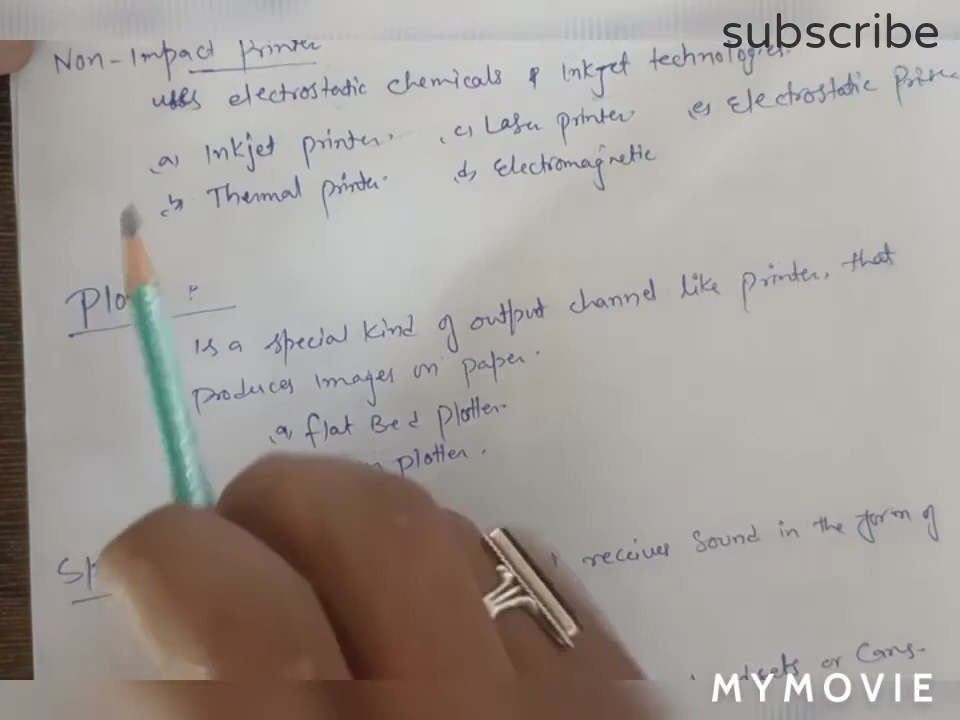 subscribe
Non-Impact Printer
uses electrostatic chemicals & Inkjet technologies.
(a) Inkjet printer. (c) Laser printer. (e) Electrostatic
(b) Thermal printer. (d) Electromagnetic
is a special kind of output channel like printer, that
produces images on paper.
(a) flat Bed plotter.
plotter.
receives sound in the form of
or
MYMOVIE